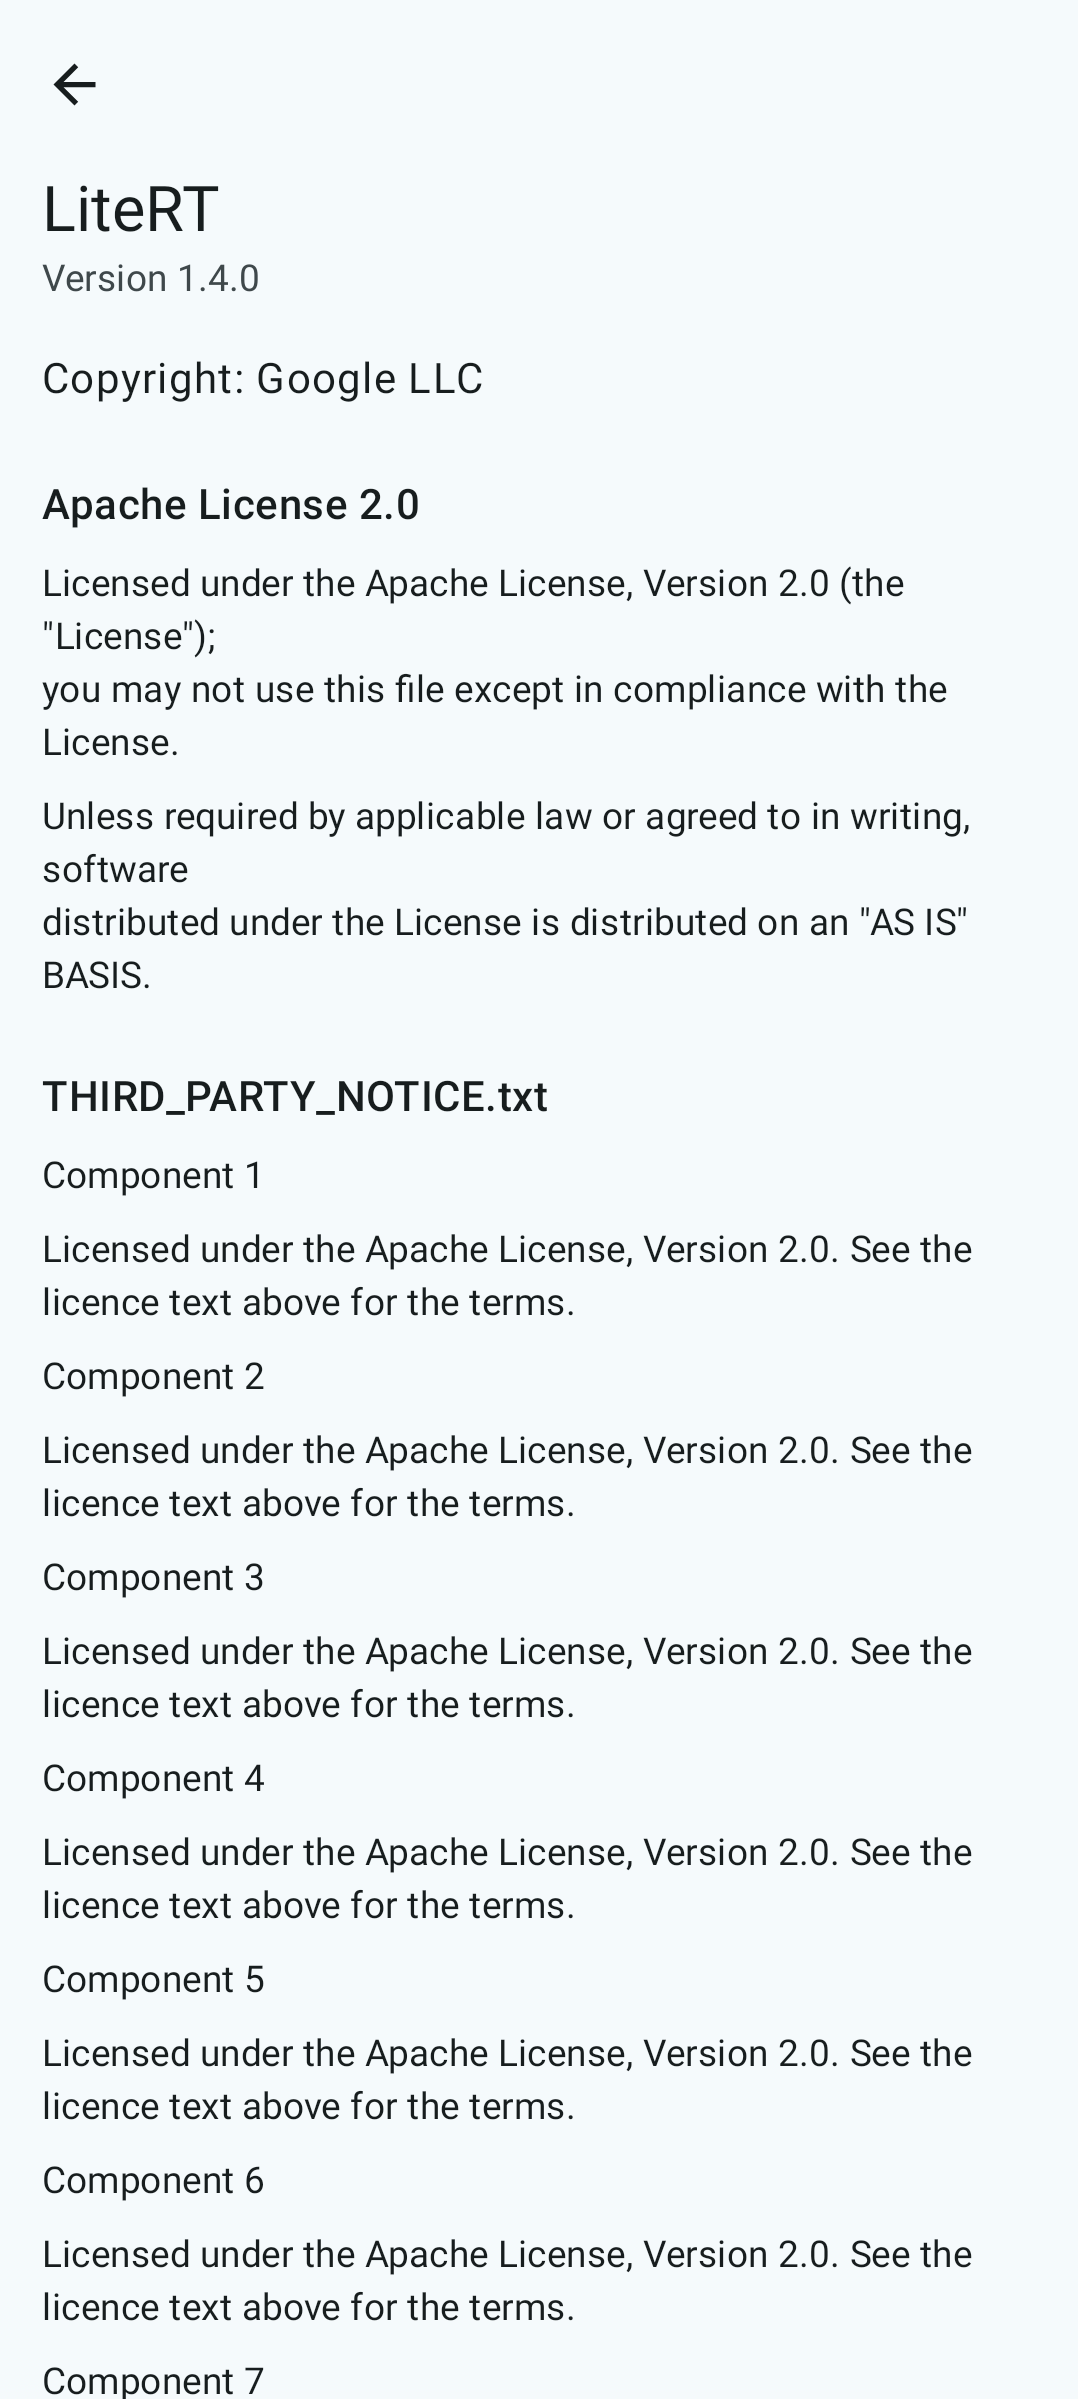 LiteRT
Version 1.4.0
Copyright: Google LLC
Apache License 2.0
Licensed under the Apache License, Version 2.0 (the
"License");
you may not use this file except in compliance with the
License.
Unless required by applicable law or agreed to in writing,
software
distributed under the License is distributed on an "AS IS"
BASIS.
THIRD_PARTY_NOTICE.txt
Component 1
Licensed under the Apache License, Version 2.0. See the
licence text above for the terms.
Component 2
Licensed under the Apache License, Version 2.0. See the
licence text above for the terms.
Component 3
Licensed under the Apache License, Version 2.0. See the
licence text above for the terms.
Component 4
Licensed under the Apache License, Version 2.0. See the
licence text above for the terms.
Component 5
Licensed under the Apache License, Version 2.0. See the
licence text above for the terms.
Component 6
Licensed under the Apache License, Version 2.0. See the
licence text above for the terms.
Component 7